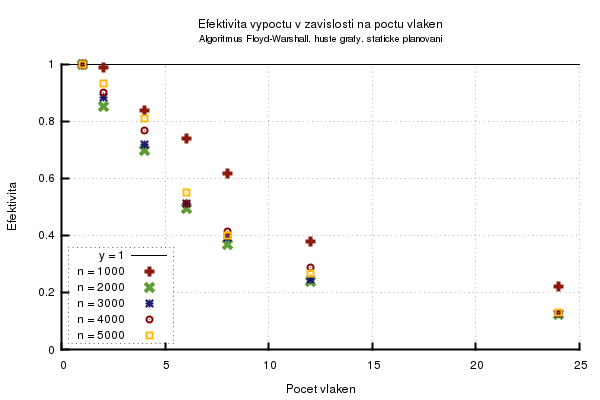 Efektivita vypoctu v zavislosti na poctu vlaken
Algoritmus Floyd-Warshall, huste grafy, staticke planovani
1
0.8
0.6
0.4
0.2
0
Efektivita
y = 1
n = 1000
n = 2000
n = 3000
n = 4000
n = 5000
0 5 10 15 20 25
Pocet vlaken